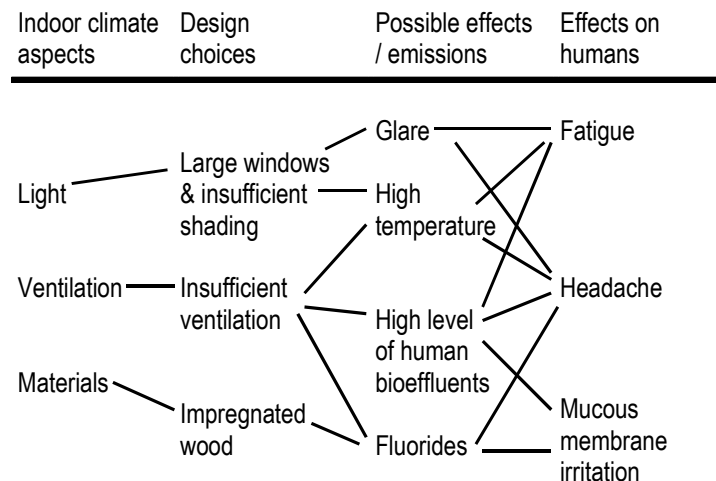 Indoor climate
aspects
Design
choices
Possible effects
/ emissions
Effects on
humans
Light
Ventilation
Materials
Large windows
& insufficient
shading
Insufficient
ventilation
Impregnated
wood
Glare
High
temperature
High level
of human
bioeffluents
Fluorides
Fatigue
Headache
Mucous
membrane
irritation